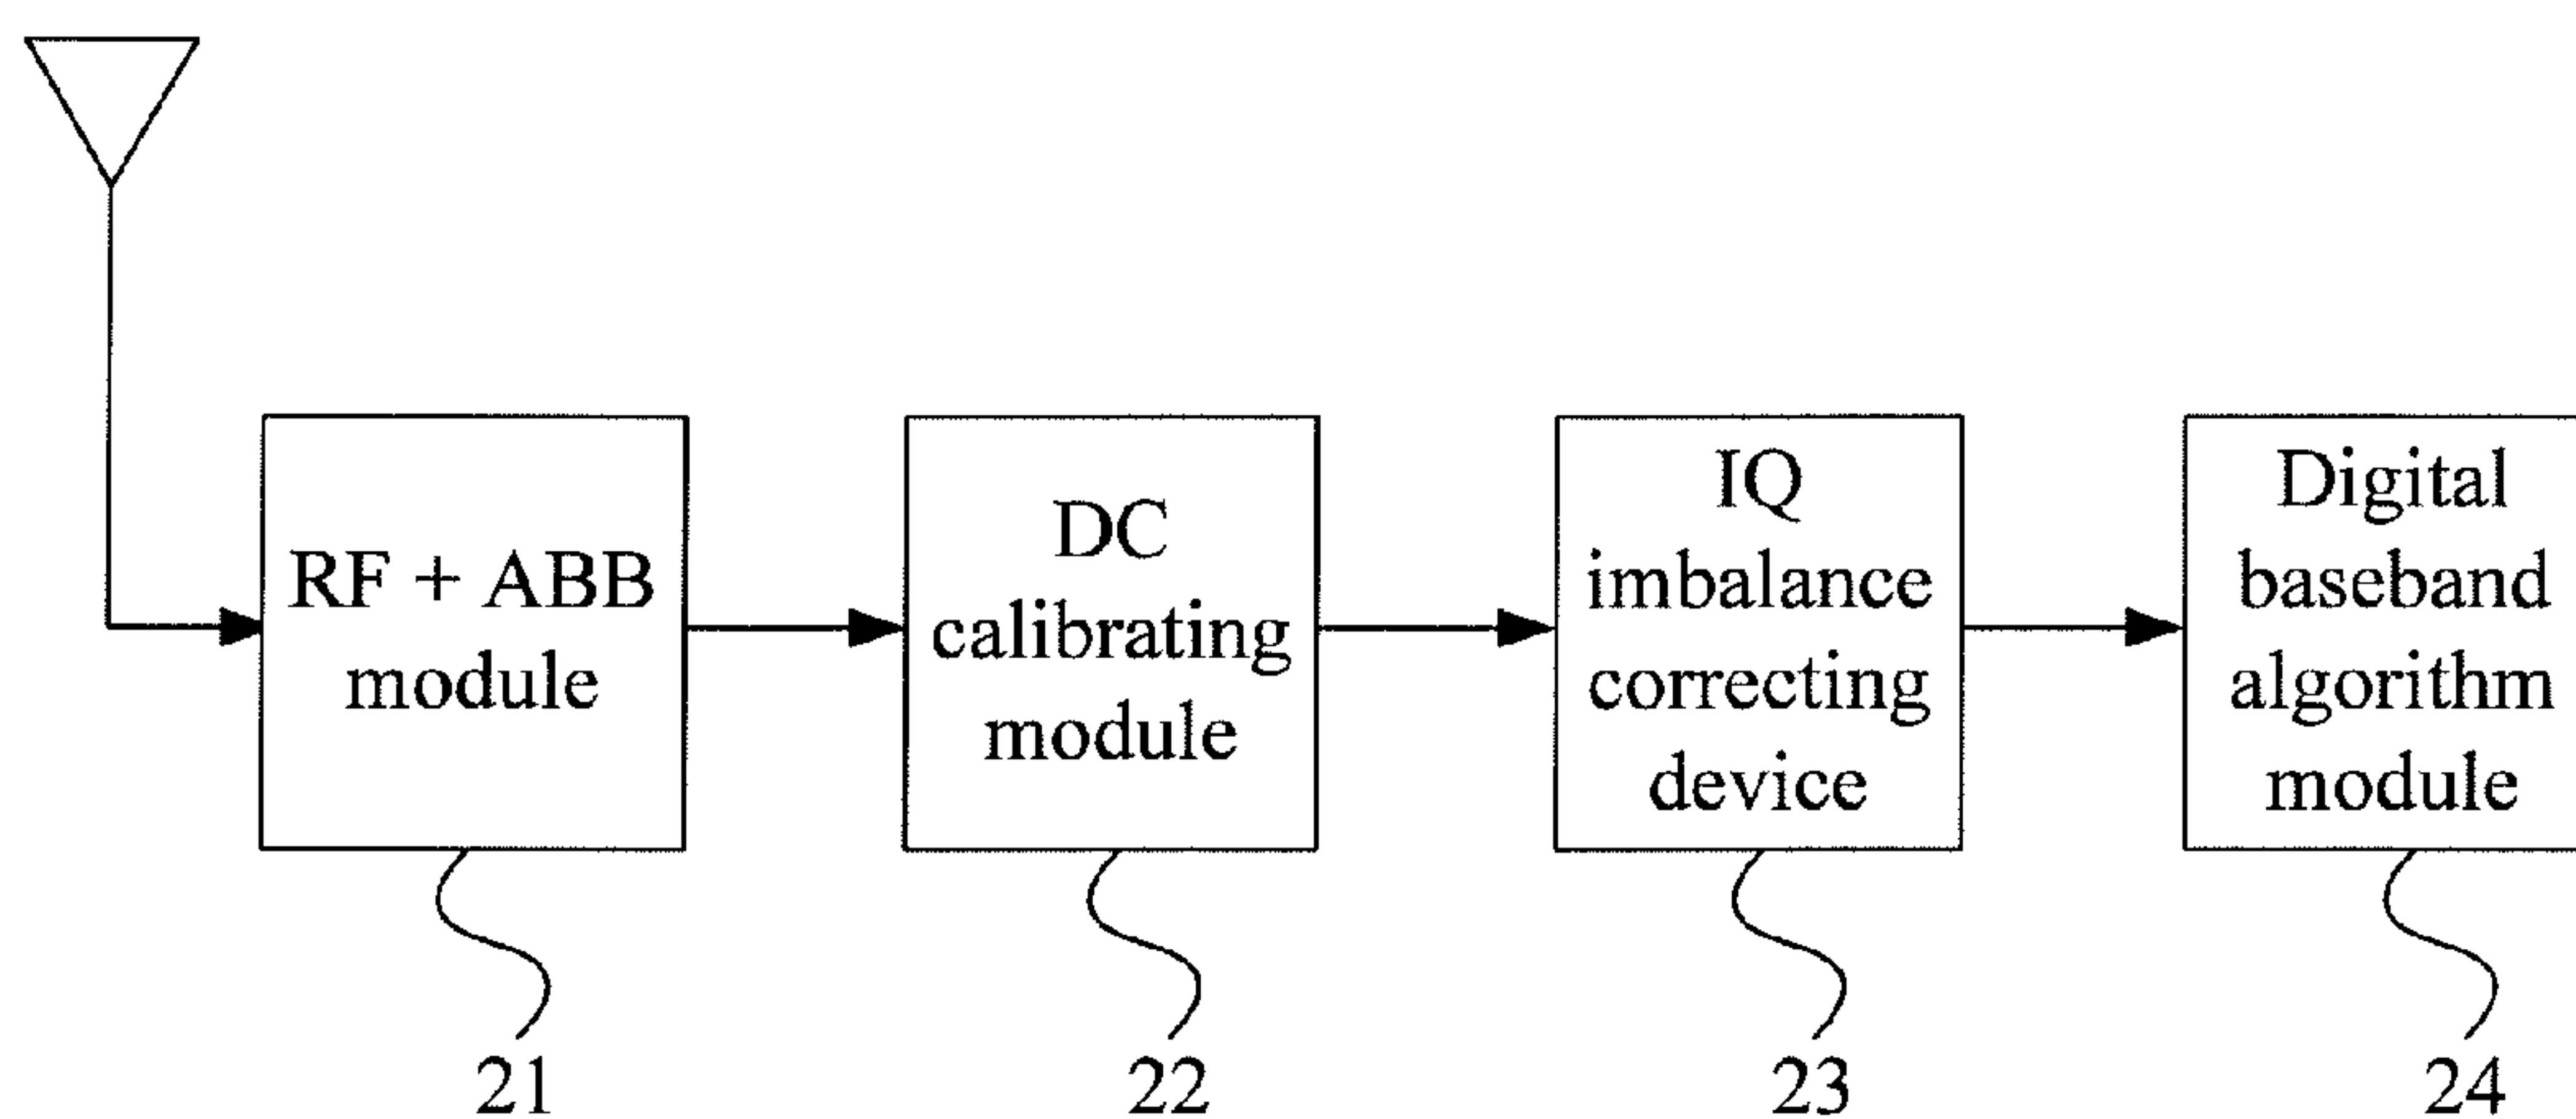 RF + ABB
module
DC
calibrating
module
IQ
imbalance
correcting
device
Digital
baseband
algorithm
module
21
22
23
24